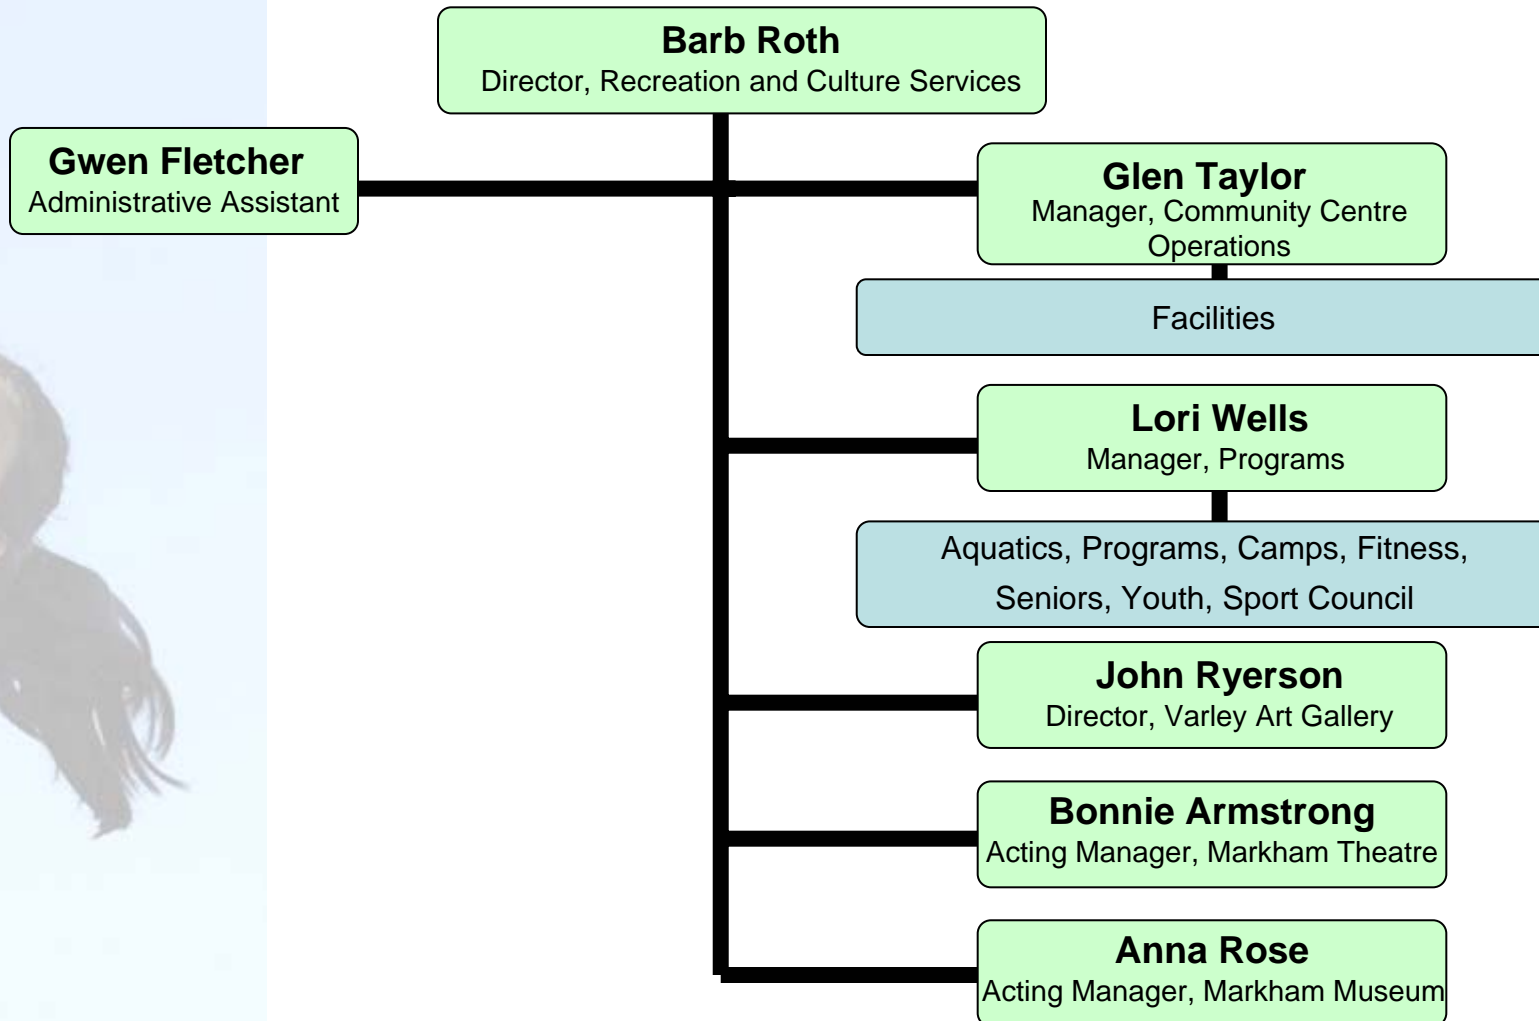 Barb Roth
Director, Recreation and Culture Services
Gwen Fletcher
Administrative Assistant
Glen Taylor
Manager, Community Centre
Operations
Facilities
Lori Wells
Manager, Programs
Aquatics, Programs, Camps, Fitness,
Seniors, Youth, Sport Council
John Ryerson
Director, Varley Art Gallery
Bonnie Armstrong
Acting Manager, Markham Theatre
Anna Rose
Acting Manager, Markham Museum